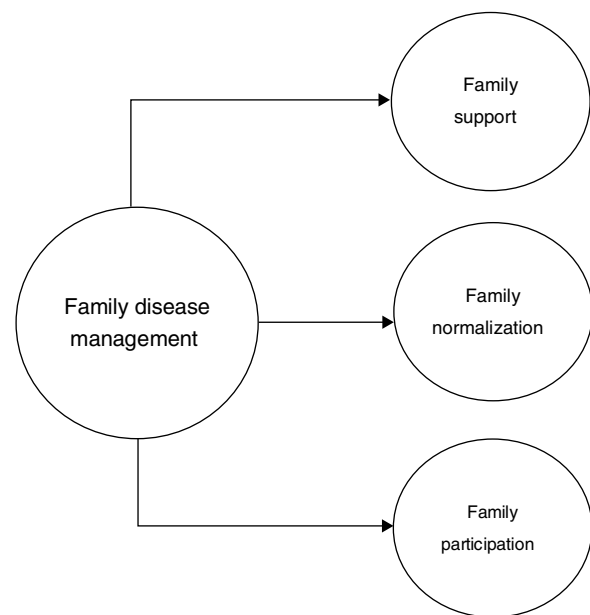 Family
support
Family disease
management
Family
normalization
Family
participation